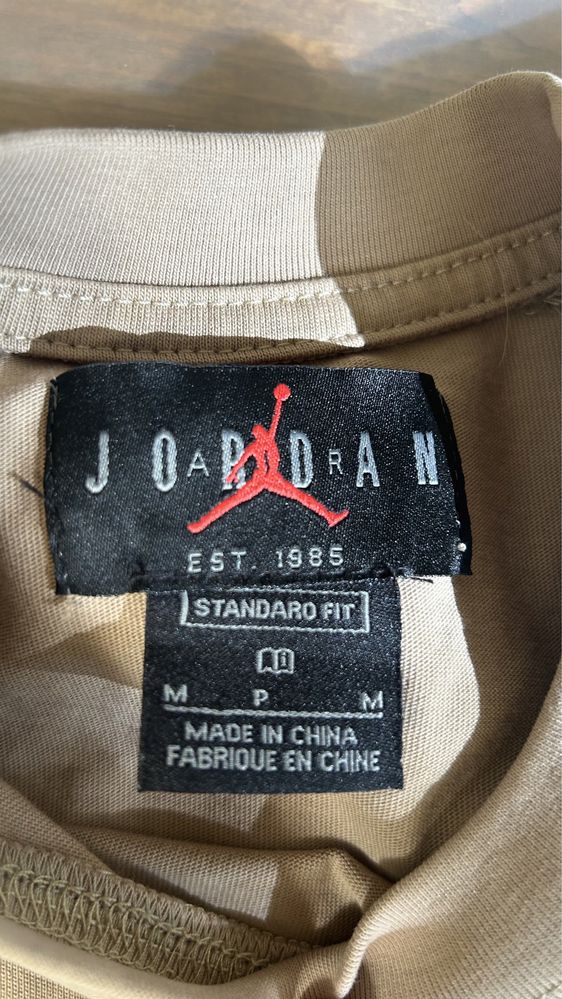 JORDAN
AIR
EST. 1985
STANDARD FIT
M P M
MADE IN CHINA
FABRIQUE EN CHINE